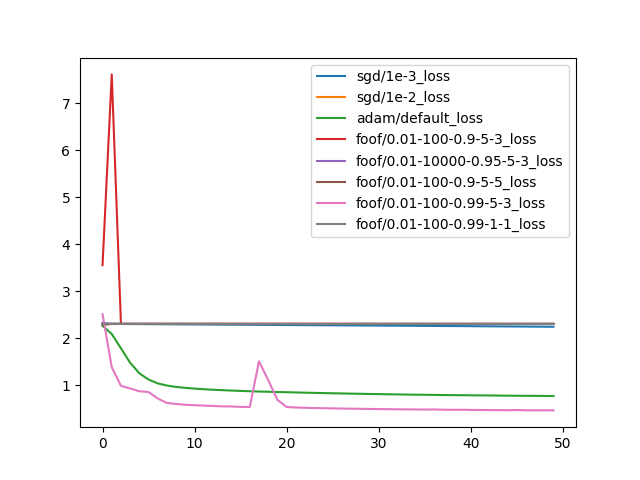 sgd/1e-3_loss
sgd/1e-2_loss
adam/default_loss
foof/0.01-100-0.9-5-3_loss
foof/0.01-10000-0.95-5-3_loss
foof/0.01-100-0.9-5-5_loss
foof/0.01-100-0.99-5-3_loss
foof/0.01-100-0.99-1-1_loss
7
6
5
4
3
2
1
0 10 20 30 40 50